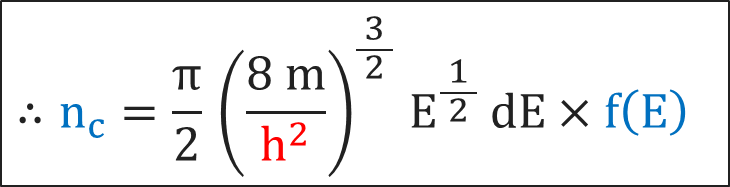 ∴ n_c = π/2 (8 m/h²)^(3/2) E^(1/2) dE × f(E)